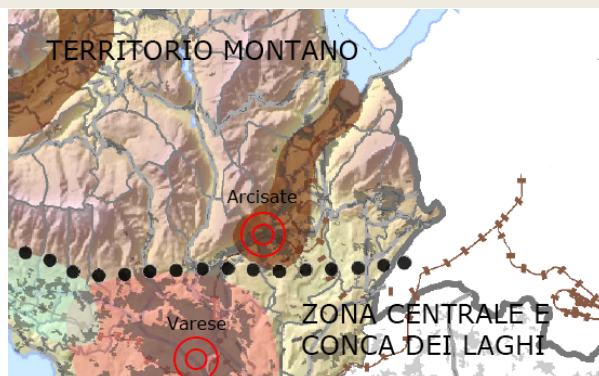 TERRITORIO MONTANO
Arcisate
Varese
ZONA CENTRALE E
CONCA DEI LAGHI